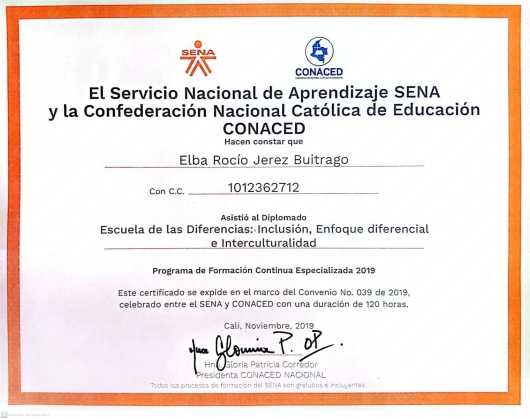 SENA
CONACED
El Servicio Nacional de Aprendizaje SENA
y la Confederación Nacional Católica de Educación
CONACED
Hacen constar que
Elba Rocío Jerez Buitrago
Con C.C. 1012362712
Asistió al Diplomado
Escuela de las Diferencias: Inclusión, Enfoque diferencial
e Interculturalidad
Programa de Formación Continua Especializada 2019
Este certificado se expide en el marco del Convenio No. 039 de 2019,
celebrado entre el SENA y CONACED con una duración de 120 horas.
Cali, Noviembre, 2019
Gloria P. OP.
Hna Gloria Patricia Corredor
Presidenta CONACED NACIONAL
Todos los procesos de formación del SENA son gratuitos e incluyentes.